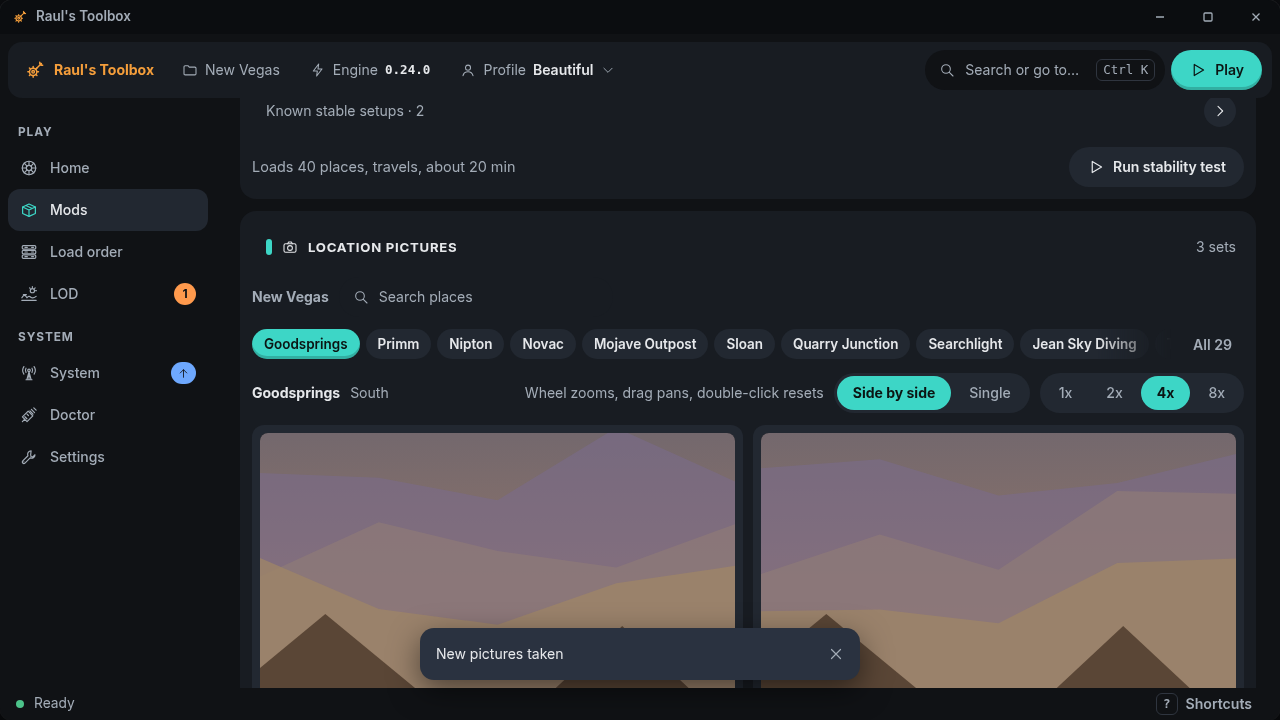 Raul's Toolbox
Raul's Toolbox
New Vegas
Engine 0.24.0
Profile Beautiful
Search or go to...
Ctrl K
Play
PLAY
Home
Mods
Load order
LOD
1
SYSTEM
System
Doctor
Settings
Known stable setups · 2
Loads 40 places, travels, about 20 min
Run stability test
LOCATION PICTURES
3 sets
New Vegas
Search places
Goodsprings
Primm
Nipton
Novac
Mojave Outpost
Sloan
Quarry Junction
Searchlight
Jean Sky Diving
All 29
Goodsprings South
Wheel zooms, drag pans, double-click resets
Side by side
Single
1x
2x
4x
8x
New pictures taken
Ready
? Shortcuts